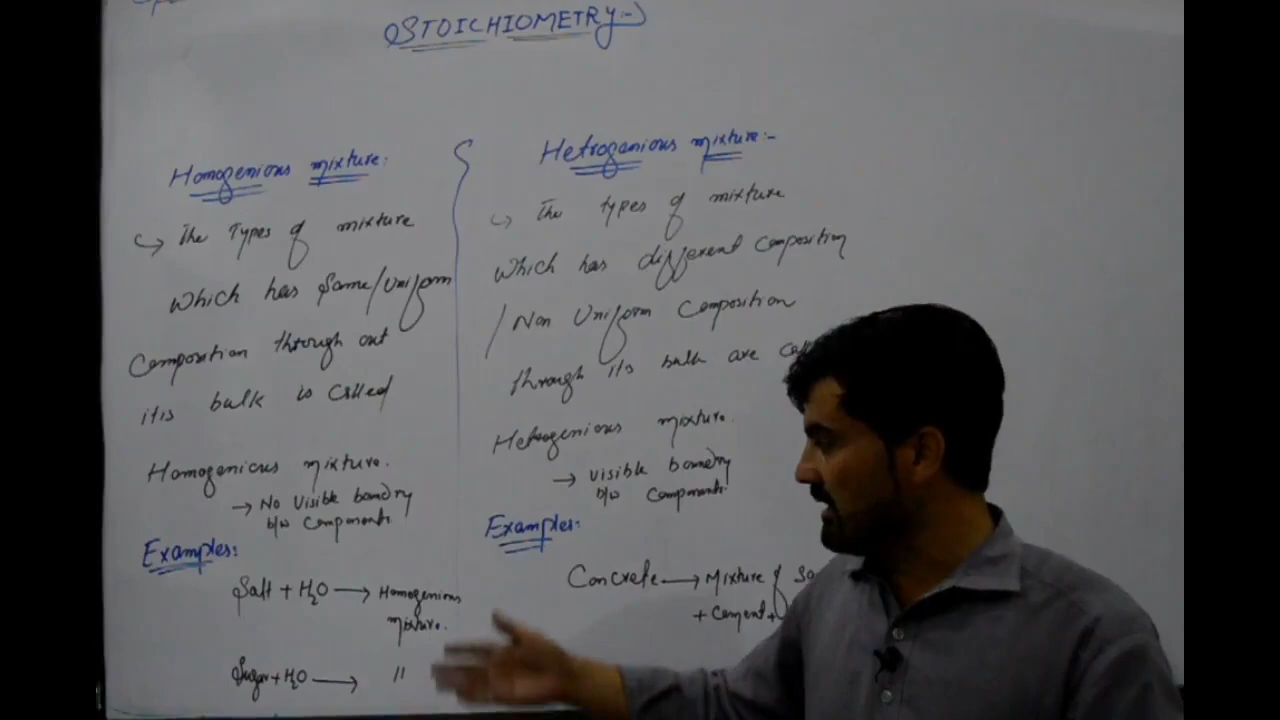 STOICHIOMETRY:-
Homogenious mixture:
↪ The Types of mixture
Which has Same/Uniform
Composition through out
itis bulk is called
Homogenious mixture.
→ No Visible boundry
b/w Components.
Examples:
Salt + H2O → Homogenious
mixture.
Sugar + H2O → //
Hetrogenious mixture:-
↪ The types of mixture
Which has different Composition
/ Non Uniform Composition
through its bulk are
Hetrogenious mixture.
→ Visible boundry
b/w Components.
Examples:
Concrete → Mixture of
+ Cement +